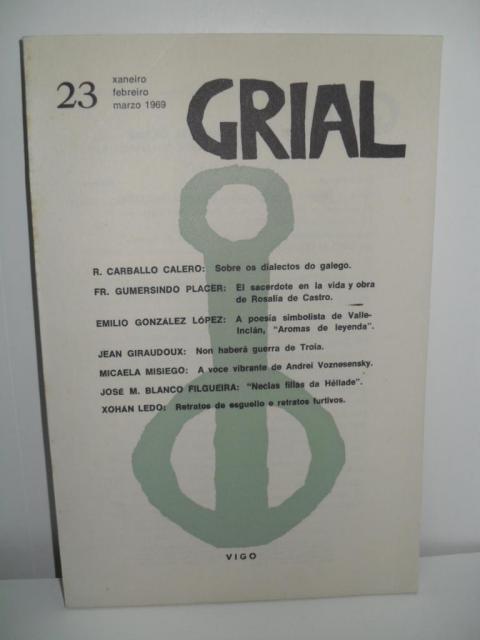 23
xaneiro
febreiro
marzo 1969
GRIAL
R. CARBALLO CALERO: Sobre os dialectos do galego.
FR. GUMERSINDO PLACER: El sacerdote en la vida y obra
de Rosalía de Castro.
EMILIO GONZÁLEZ LÓPEZ: A poesía simbolista de Valle-
Inclán, "Aromas de leyenda".
JEAN GIRAUDOUX: Non haberá guerra de Troia.
MICAELA MISIEGO: A voce vibrante de Andrei Voznesensky.
JOSÉ M. BLANCO FILGUEIRA: "Necias fillas da Héllade".
XOHÁN LEDO: Retratos de esguello e retratos furtivos.
VIGO